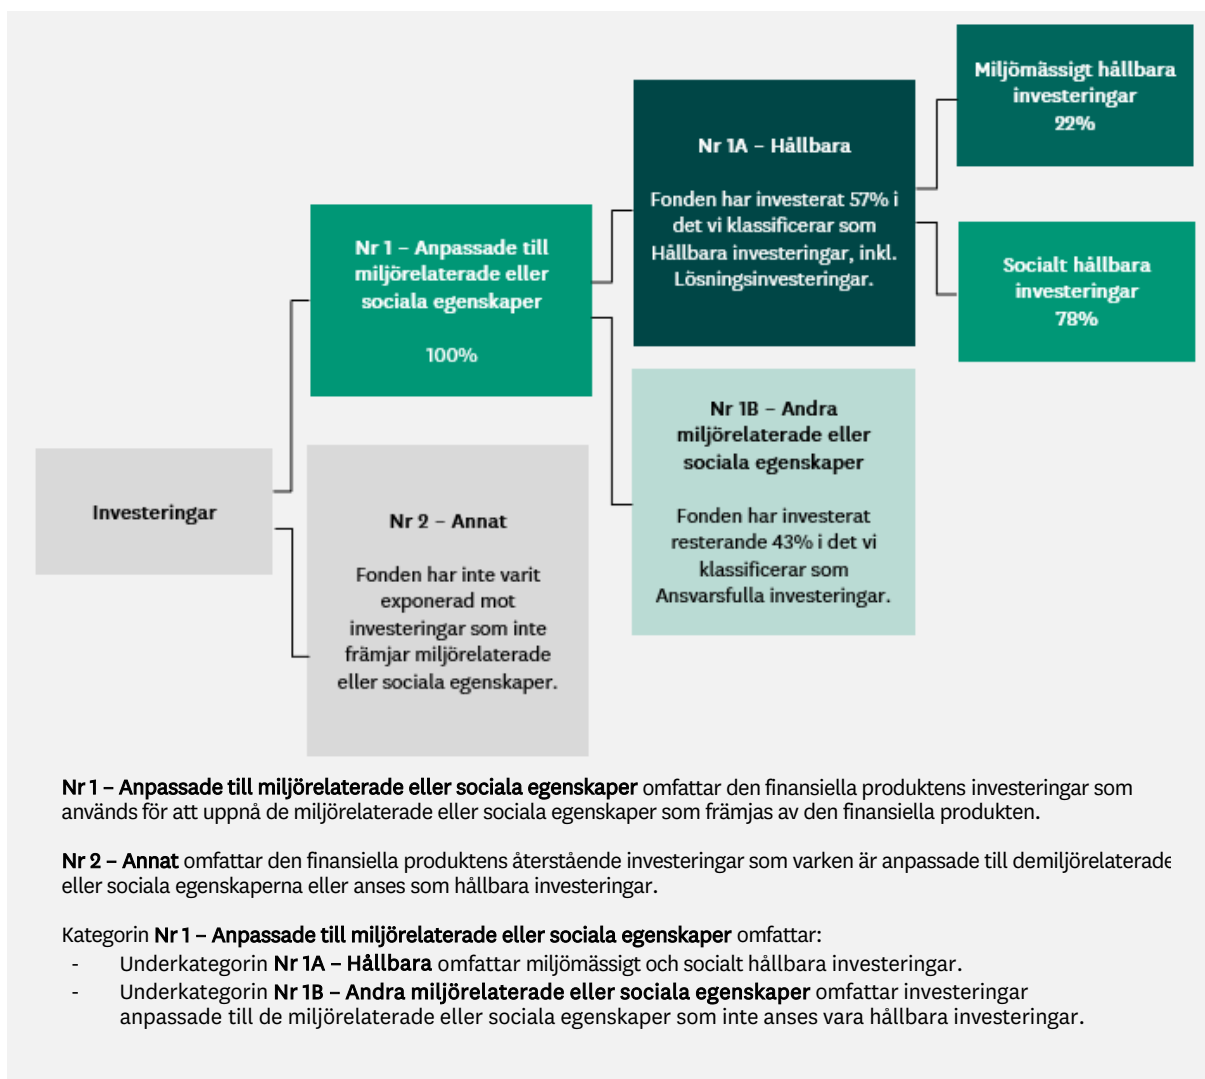 Miljömässigt hållbara
investeringar
22%
Nr 1A – Hållbara
Fonden har investerat 57% i
det vi klassificerar som
Hållbara investeringar, inkl.
Lösningsinvesteringar.
Nr 1 – Anpassade till
miljörelaterade eller
sociala egenskaper
100%
Socialt hållbara
investeringar
78%
Nr 1B – Andra
miljörelaterade eller
sociala egenskaper
Fonden har investerat
resterande 43% i det vi
klassificerar som
Ansvarsfulla investeringar.
Investeringar
Nr 2 – Annat
Fonden har inte varit
exponerad mot
investeringar som inte
främjar miljörelaterade
eller sociala egenskaper.
Nr 1 – Anpassade till miljörelaterade eller sociala egenskaper omfattar den finansiella produktens investeringar som
används för att uppnå de miljörelaterade eller sociala egenskaper som främjas av den finansiella produkten.
Nr 2 – Annat omfattar den finansiella produktens återstående investeringar som varken är anpassade till demiljörelaterade
eller sociala egenskaperna eller anses som hållbara investeringar.
Kategorin Nr 1 – Anpassade till miljörelaterade eller sociala egenskaper omfattar:
- Underkategorin Nr 1A – Hållbara omfattar miljömässigt och socialt hållbara investeringar.
- Underkategorin Nr 1B – Andra miljörelaterade eller sociala egenskaper omfattar investeringar
anpassade till de miljörelaterade eller sociala egenskaper som inte anses vara hållbara investeringar.